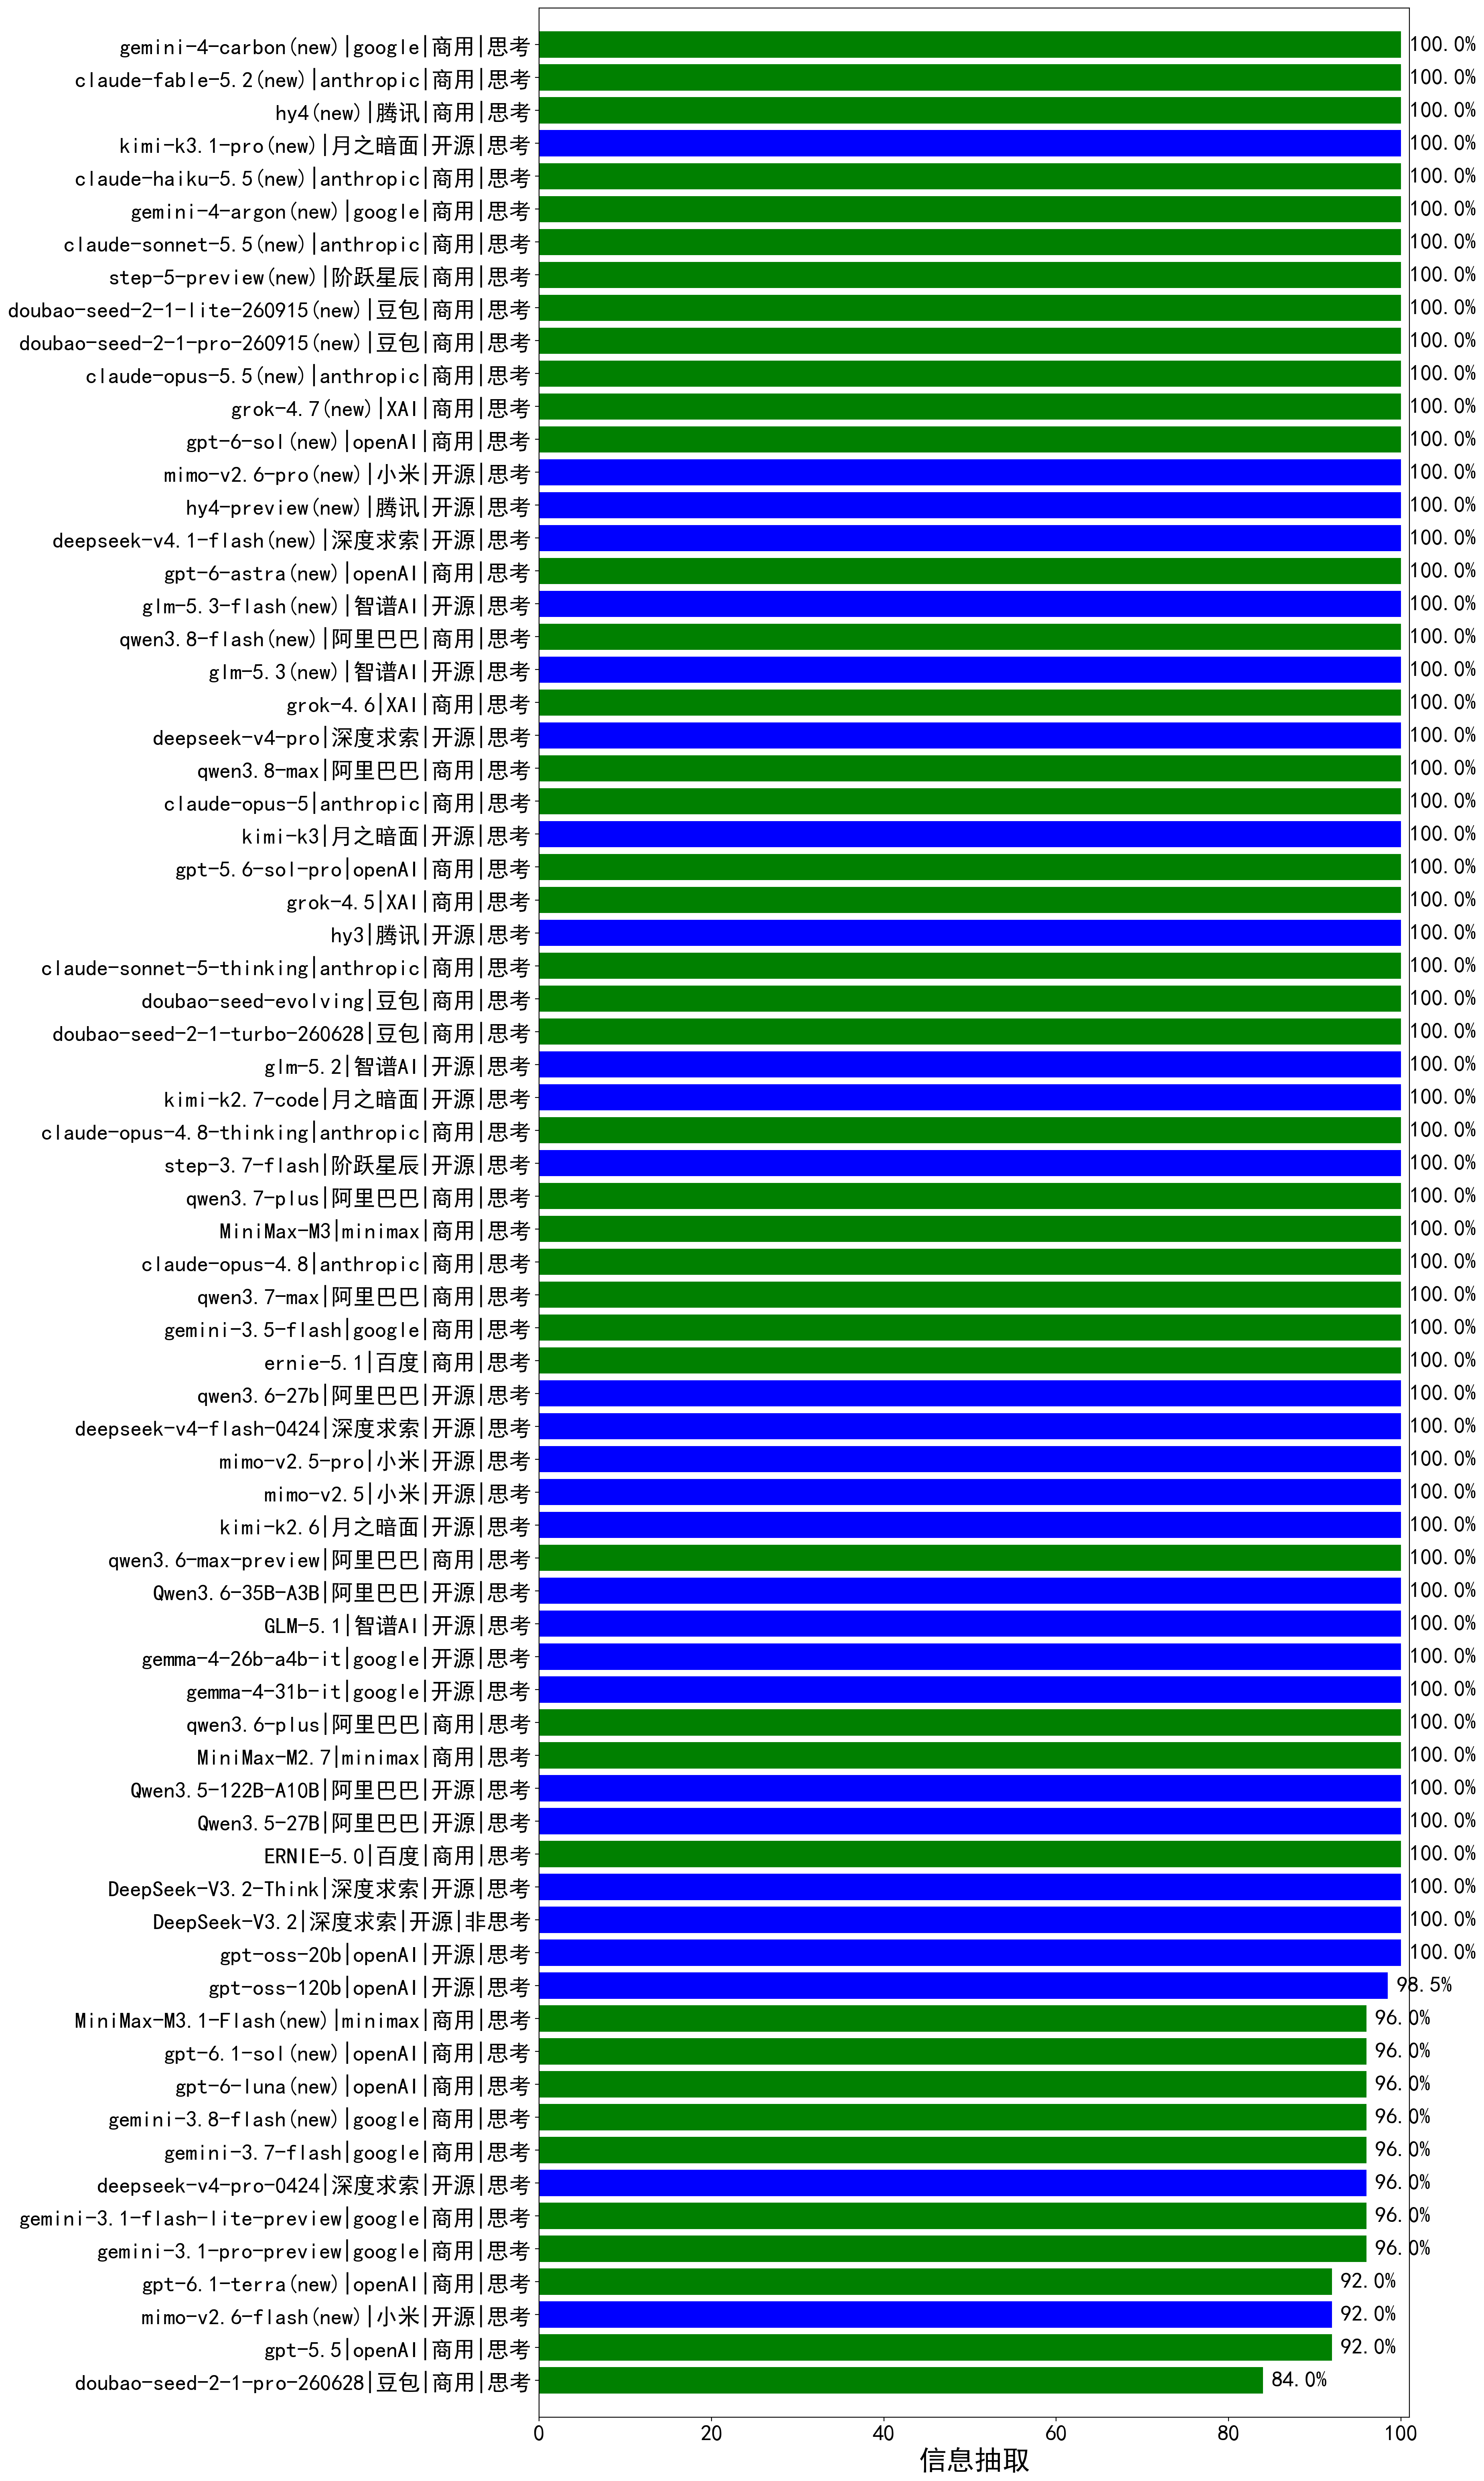 gemini-4-carbon(new)|google|商用|思考 100.0%
claude-fable-5.2(new)|anthropic|商用|思考 100.0%
hy4(new)|腾讯|商用|思考 100.0%
kimi-k3.1-pro(new)|月之暗面|开源|思考 100.0%
claude-haiku-5.5(new)|anthropic|商用|思考 100.0%
gemini-4-argon(new)|google|商用|思考 100.0%
claude-sonnet-5.5(new)|anthropic|商用|思考 100.0%
step-5-preview(new)|阶跃星辰|商用|思考 100.0%
doubao-seed-2-1-lite-260915(new)|豆包|商用|思考 100.0%
doubao-seed-2-1-pro-260915(new)|豆包|商用|思考 100.0%
claude-opus-5.5(new)|anthropic|商用|思考 100.0%
grok-4.7(new)|XAI|商用|思考 100.0%
gpt-6-sol(new)|openAI|商用|思考 100.0%
mimo-v2.6-pro(new)|小米|开源|思考 100.0%
hy4-preview(new)|腾讯|开源|思考 100.0%
deepseek-v4.1-flash(new)|深度求索|开源|思考 100.0%
gpt-6-astra(new)|openAI|商用|思考 100.0%
glm-5.3-flash(new)|智谱AI|开源|思考 100.0%
qwen3.8-flash(new)|阿里巴巴|商用|思考 100.0%
glm-5.3(new)|智谱AI|开源|思考 100.0%
grok-4.6|XAI|商用|思考 100.0%
deepseek-v4-pro|深度求索|开源|思考 100.0%
qwen3.8-max|阿里巴巴|商用|思考 100.0%
claude-opus-5|anthropic|商用|思考 100.0%
kimi-k3|月之暗面|开源|思考 100.0%
gpt-5.6-sol-pro|openAI|商用|思考 100.0%
grok-4.5|XAI|商用|思考 100.0%
hy3|腾讯|开源|思考 100.0%
claude-sonnet-5-thinking|anthropic|商用|思考 100.0%
doubao-seed-evolving|豆包|商用|思考 100.0%
doubao-seed-2-1-turbo-260628|豆包|商用|思考 100.0%
glm-5.2|智谱AI|开源|思考 100.0%
kimi-k2.7-code|月之暗面|开源|思考 100.0%
claude-opus-4.8-thinking|anthropic|商用|思考 100.0%
step-3.7-flash|阶跃星辰|开源|思考 100.0%
qwen3.7-plus|阿里巴巴|商用|思考 100.0%
MiniMax-M3|minimax|商用|思考 100.0%
claude-opus-4.8|anthropic|商用|思考 100.0%
qwen3.7-max|阿里巴巴|商用|思考 100.0%
gemini-3.5-flash|google|商用|思考 100.0%
ernie-5.1|百度|商用|思考 100.0%
qwen3.6-27b|阿里巴巴|开源|思考 100.0%
deepseek-v4-flash-0424|深度求索|开源|思考 100.0%
mimo-v2.5-pro|小米|开源|思考 100.0%
mimo-v2.5|小米|开源|思考 100.0%
kimi-k2.6|月之暗面|开源|思考 100.0%
qwen3.6-max-preview|阿里巴巴|商用|思考 100.0%
Qwen3.6-35B-A3B|阿里巴巴|开源|思考 100.0%
GLM-5.1|智谱AI|开源|思考 100.0%
gemma-4-26b-a4b-it|google|开源|思考 100.0%
gemma-4-31b-it|google|开源|思考 100.0%
qwen3.6-plus|阿里巴巴|商用|思考 100.0%
MiniMax-M2.7|minimax|商用|思考 100.0%
Qwen3.5-122B-A10B|阿里巴巴|开源|思考 100.0%
Qwen3.5-27B|阿里巴巴|开源|思考 100.0%
ERNIE-5.0|百度|商用|思考 100.0%
DeepSeek-V3.2-Think|深度求索|开源|思考 100.0%
DeepSeek-V3.2|深度求索|开源|非思考 100.0%
gpt-oss-20b|openAI|开源|思考 100.0%
gpt-oss-120b|openAI|开源|思考 98.5%
MiniMax-M3.1-Flash(new)|minimax|商用|思考 96.0%
gpt-6.1-sol(new)|openAI|商用|思考 96.0%
gpt-6-luna(new)|openAI|商用|思考 96.0%
gemini-3.8-flash(new)|google|商用|思考 96.0%
gemini-3.7-flash|google|商用|思考 96.0%
deepseek-v4-pro-0424|深度求索|开源|思考 96.0%
gemini-3.1-flash-lite-preview|google|商用|思考 96.0%
gemini-3.1-pro-preview|google|商用|思考 96.0%
gpt-6.1-terra(new)|openAI|商用|思考 92.0%
mimo-v2.6-flash(new)|小米|开源|思考 92.0%
gpt-5.5|openAI|商用|思考 92.0%
doubao-seed-2-1-pro-260628|豆包|商用|思考 84.0%
0 20 40 60 80 100
信息抽取